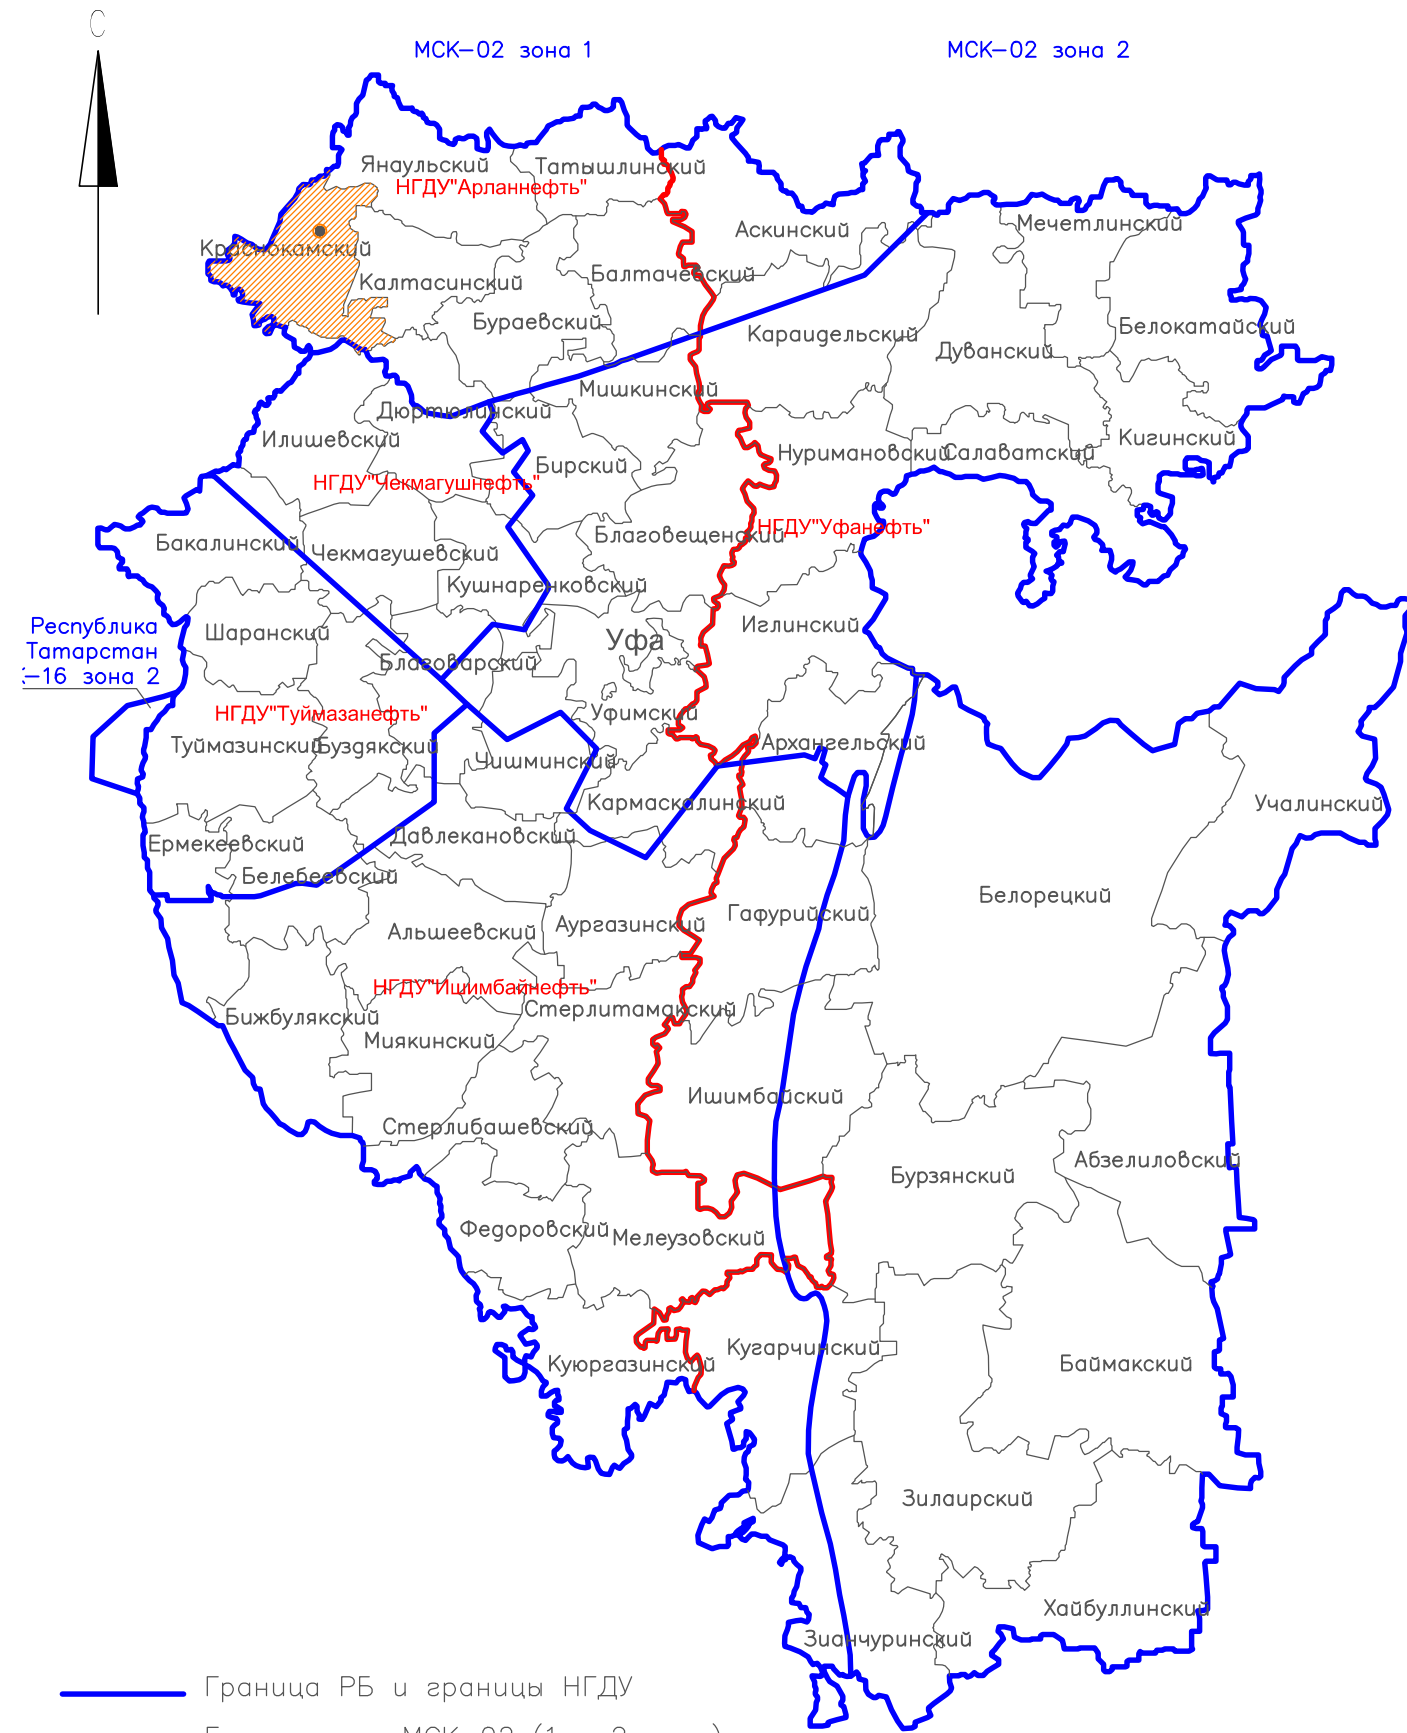 С
МСК-02 зона 1
МСК-02 зона 2
Янаульский
Татышлинский
НГДУ"Арланнефть"
Аскинский
Мечетлинский
Краснокамский
Калтасинский
Балтачевский
Бураевский
Караидельский
Дуванский
Белокатайский
Мишкинский
Дюртюлинский
Илишевский
Бирский
Нуримановский
Салаватский
Кигинский
НГДУ"Чекмагушнефть"
НГДУ"Уфанефть"
Благовещенский
Бакалинский
Чекмагушевский
Кушнаренковский
Республика
Татарстан
-16 зона 2
Шаранский
Уфа
Иглинский
Благоварский
НГДУ"Туймазанефть"
Уфимский
Туймазинский
Буздякский
Архангельский
Чишминский
Кармаскалинский
Учалинский
Ермекеевский
Давлекановский
Белебеевский
Белорецкий
Гафурийский
Альшеевский
Аургазинский
НГДУ"Ишимбайнефть"
Стерлитамакский
Бижбулякский
Миякинский
Ишимбайский
Стерлибашевский
Абзелиловский
Бурзянский
Федоровский
Мелеузовский
Кугарчинский
Куюргазинский
Баймакский
Зилаирский
Хайбуллинский
Зианчуринский
Граница РБ и границы НГДУ